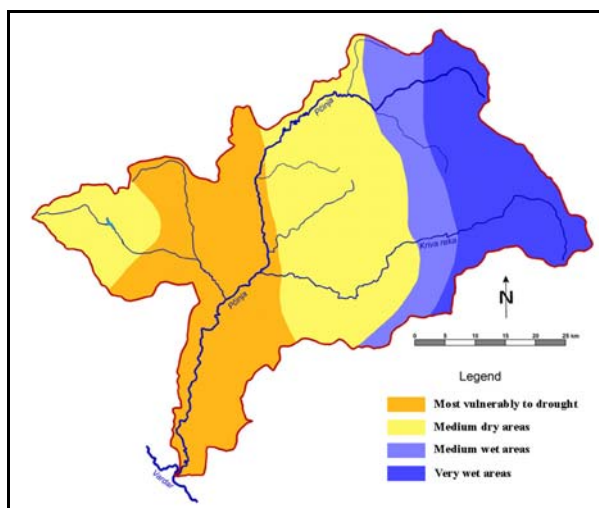 Pčinja
Kriva reka
N
Pčinja
0 5 10 15 20 25 km
Legend
Most vulnerably to drought
Medium dry areas
Medium wet areas
Very wet areas
Vardar